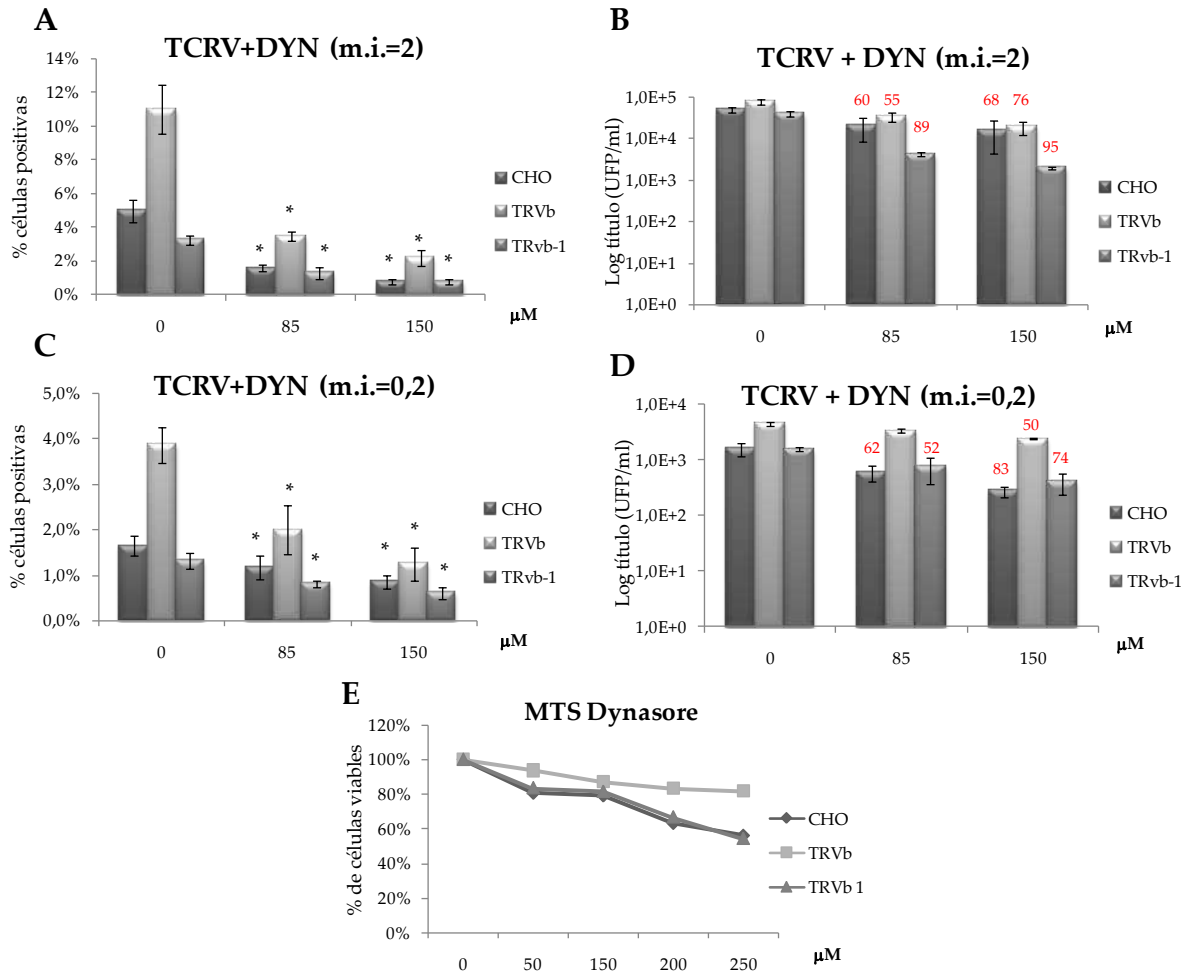 A
TCRV+DYN (m.i.=2)
% células positivas
14%
12%
10%
8%
6%
4%
2%
0%
* * *
* * *
0 85 150
µM
CHO
TRVb
TRvb-1
B
TCRV + DYN (m.i.=2)
Log título (UFP/ml)
1,0E+5
1,0E+4
1,0E+3
1,0E+2
1,0E+1
1,0E+0
60 55 89
68 76 95
0 85 150
µM
CHO
TRVb
TRvb-1
C
TCRV+DYN (m.i.=0,2)
% células positivas
5,0%
4,0%
3,0%
2,0%
1,0%
0,0%
* * *
* * *
0 85 150
µM
CHO
TRVb
TRvb-1
D
TCRV + DYN (m.i.=0,2)
Log título (UFP/ml)
1,0E+4
1,0E+3
1,0E+2
1,0E+1
1,0E+0
62 52
83 50 74
0 85 150
µM
CHO
TRVb
TRvb-1
E
MTS Dynasore
% de células viables
120%
100%
80%
60%
40%
20%
0%
0 50 150 200 250
µM
CHO
TRVb
TRVb 1